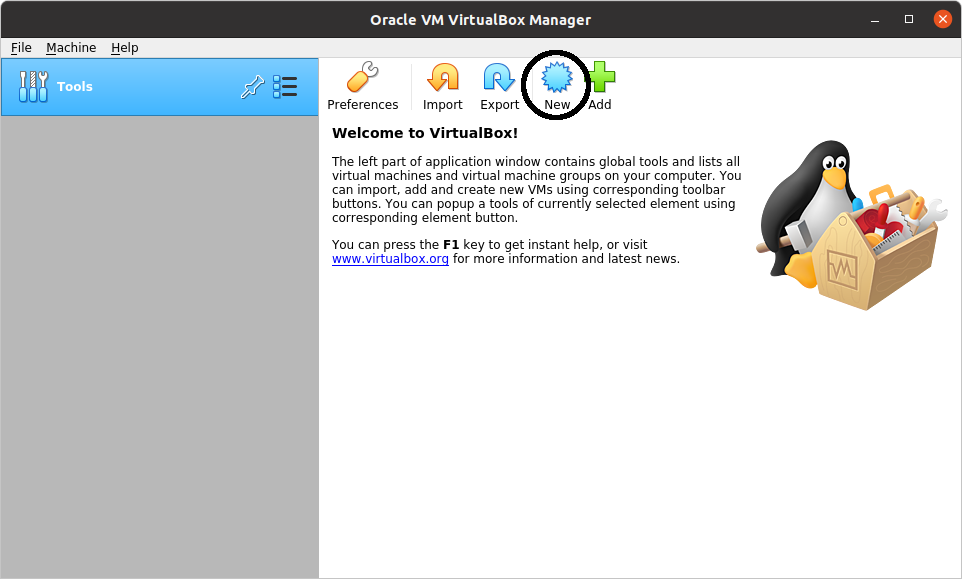 Oracle VM VirtualBox Manager
File Machine Help
Tools
Preferences Import Export New Add
Welcome to VirtualBox!
The left part of application window contains global tools and lists all
virtual machines and virtual machine groups on your computer. You
can import, add and create new VMs using corresponding toolbar
buttons. You can popup a tools of currently selected element using
corresponding element button.
You can press the F1 key to get instant help, or visit
www.virtualbox.org for more information and latest news.